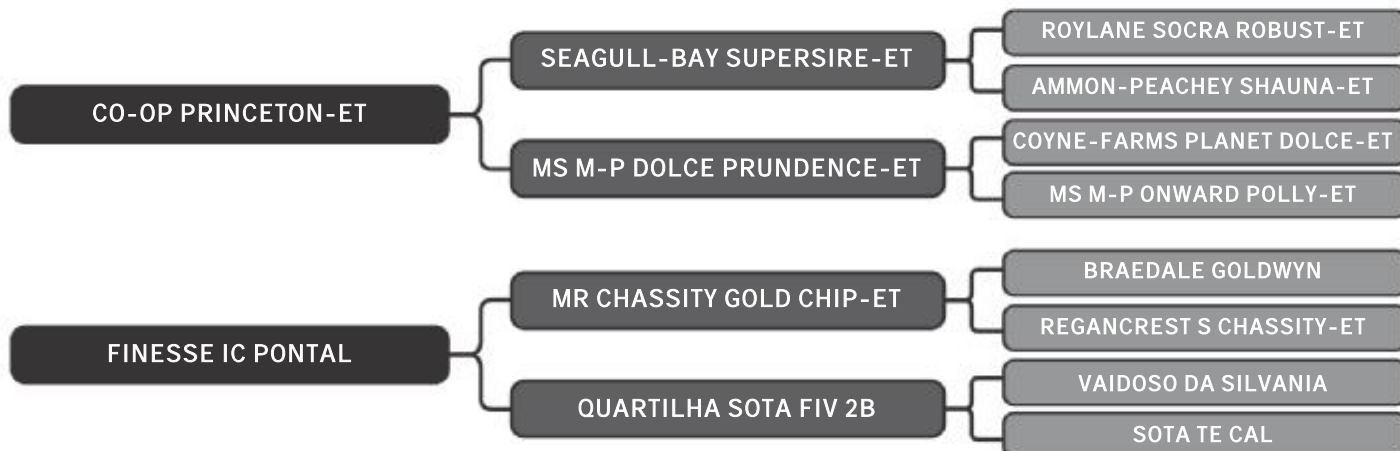 CO-OP PRINCETON-ET
SEAGULL-BAY SUPERSIRE-ET
ROYLANE SOCRA ROBUST-ET
AMMON-PEACHEY SHAUNA-ET
MS M-P DOLCE PRUNDENCE-ET
COYNE-FARMS PLANET DOLCE-ET
MS M-P ONWARD POLLY-ET
FINESSE IC PONTAL
MR CHASSITY GOLD CHIP-ET
BRAEDALE GOLDWYN
REGANCREST S CHASSITY-ET
QUARTILHA SOTA FIV 2B
VAIDOSO DA SILVANIA
SOTA TE CAL